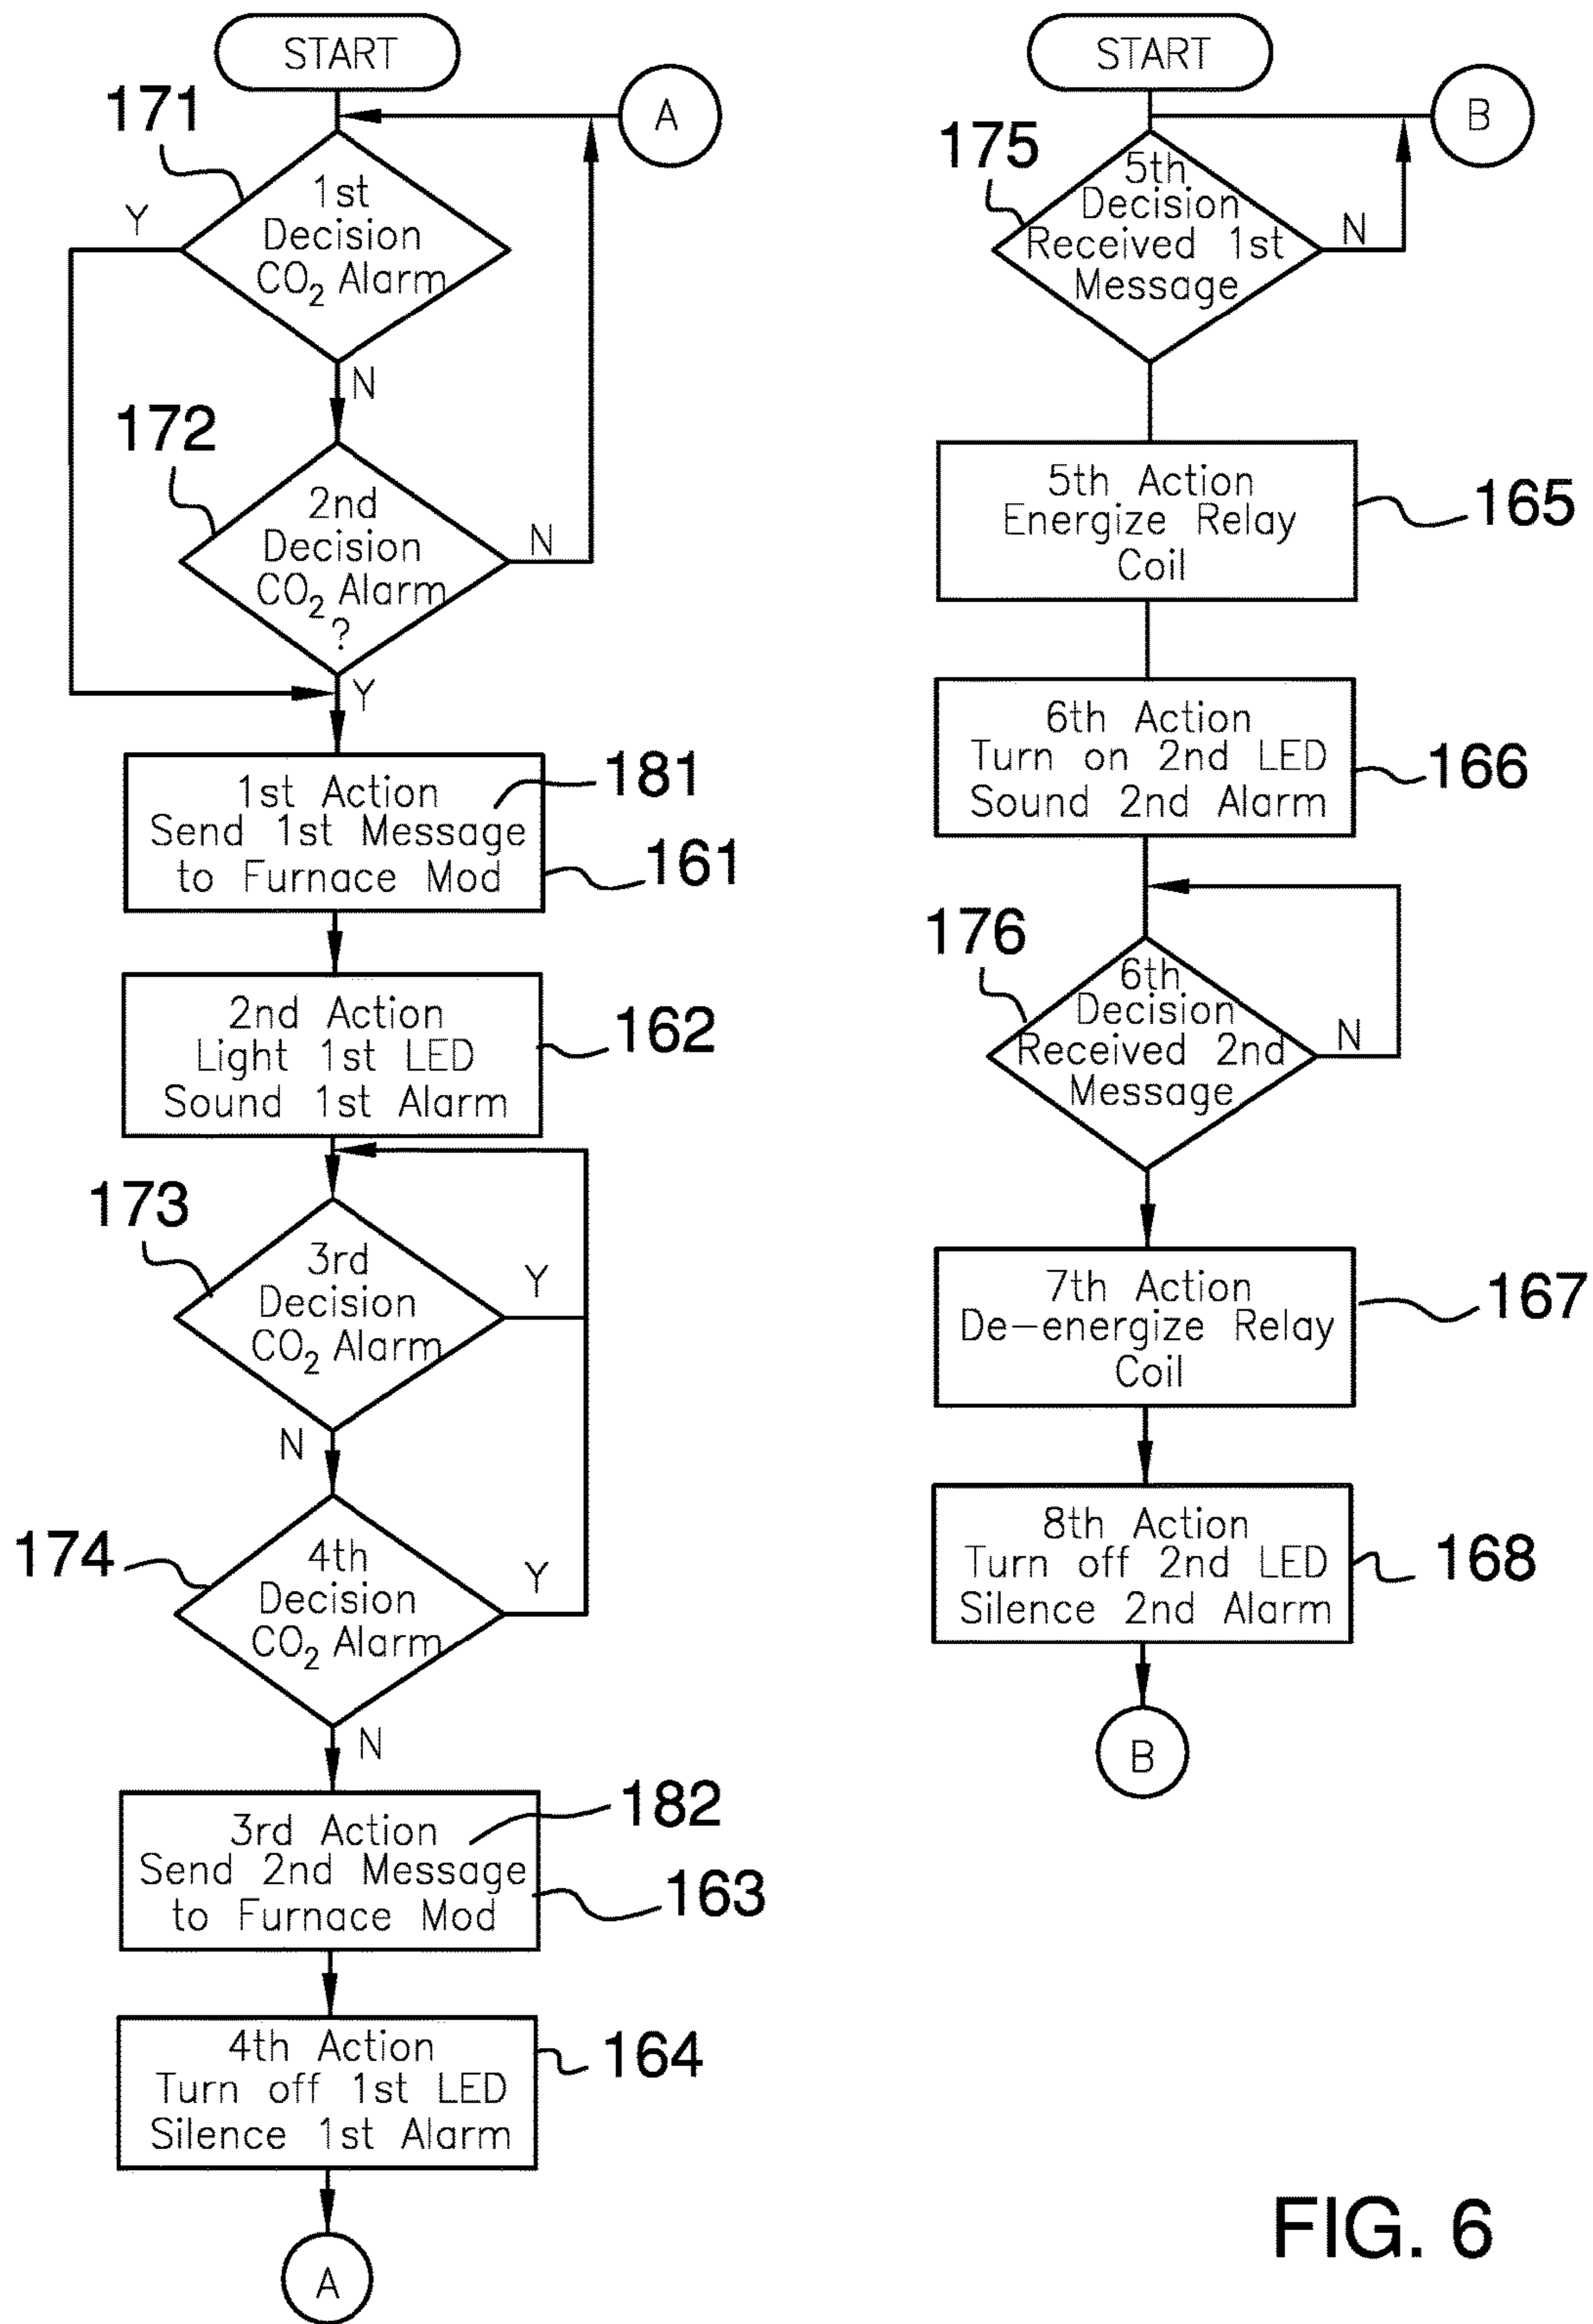 START
A
171
1st
Decision
CO₂ Alarm
Y
N
172
2nd
Decision
CO₂ Alarm
?
N
Y
1st Action
Send 1st Message
to Furnace Mod
181
161
2nd Action
Light 1st LED
Sound 1st Alarm
162
173
3rd
Decision
CO₂ Alarm
Y
N
174
4th
Decision
CO₂ Alarm
Y
N
3rd Action
Send 2nd Message
to Furnace Mod
182
163
4th Action
Turn off 1st LED
Silence 1st Alarm
164
A
START
B
175
5th
Decision
Received 1st
Message
N
5th Action
Energize Relay
Coil
165
6th Action
Turn on 2nd LED
Sound 2nd Alarm
166
176
6th
Decision
Received 2nd
Message
N
7th Action
De-energize Relay
Coil
167
8th Action
Turn off 2nd LED
Silence 2nd Alarm
168
B
FIG. 6